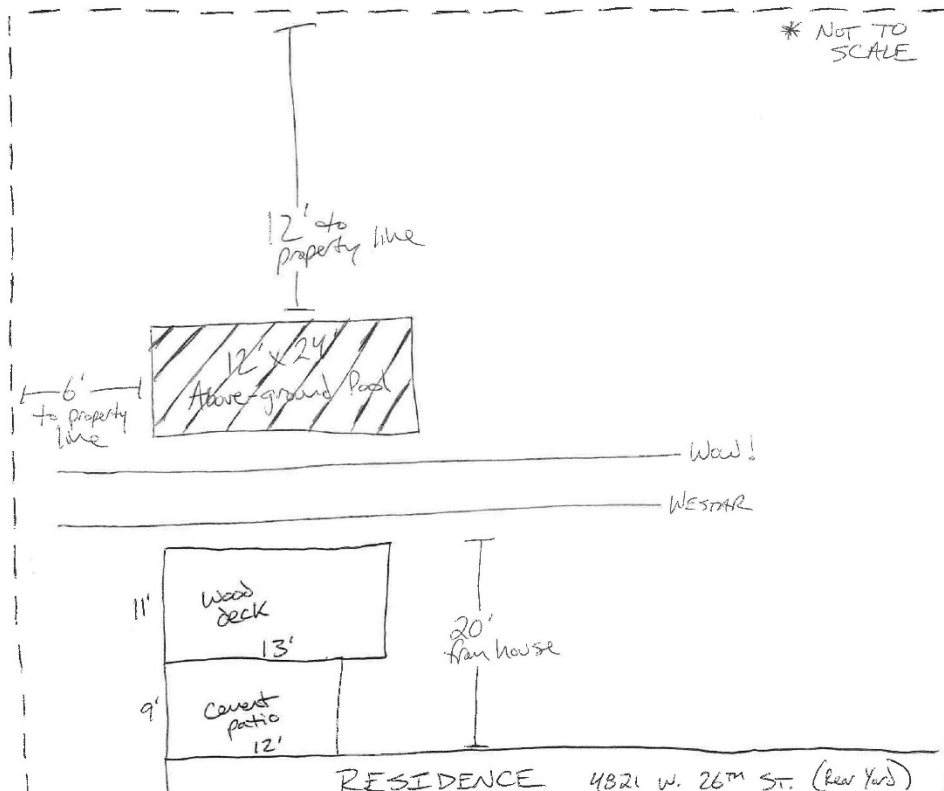 * NOT TO
SCALE
12' to
property line
12' x 24'
Above-ground Pool
6'
to property
line
WOW!
WESTAR
11'
Wood
deck
13'
20'
from house
9'
Cement
patio
12'
RESIDENCE 4821 W. 26TH ST. (Rear Yard)